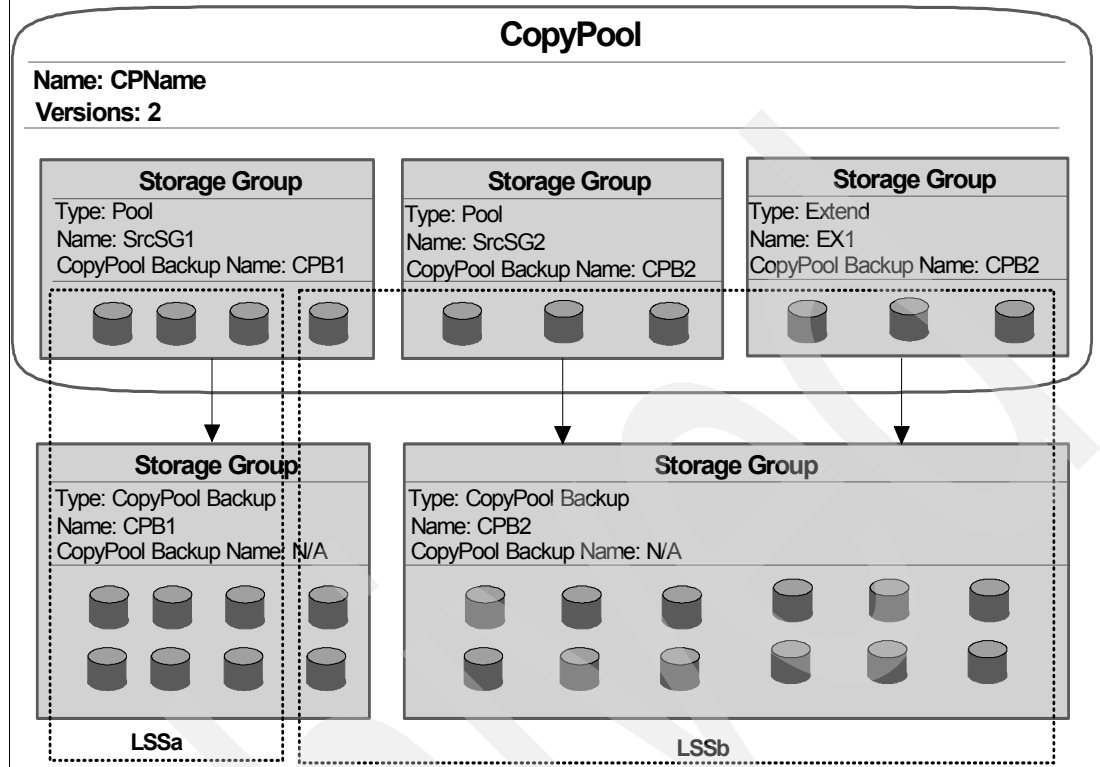 CopyPool
Name: CPName
Versions: 2
Storage Group
Type: Pool
Name: SrcSG1
CopyPool Backup Name: CPB1
Storage Group
Type: Pool
Name: SrcSG2
CopyPool Backup Name: CPB2
Storage Group
Type: Extend
Name: EX1
CopyPool Backup Name: CPB2
Storage Group
Type: CopyPool Backup
Name: CPB1
CopyPool Backup Name: N/A
Storage Group
Type: CopyPool Backup
Name: CPB2
CopyPool Backup Name: N/A
LSSa
LSSb